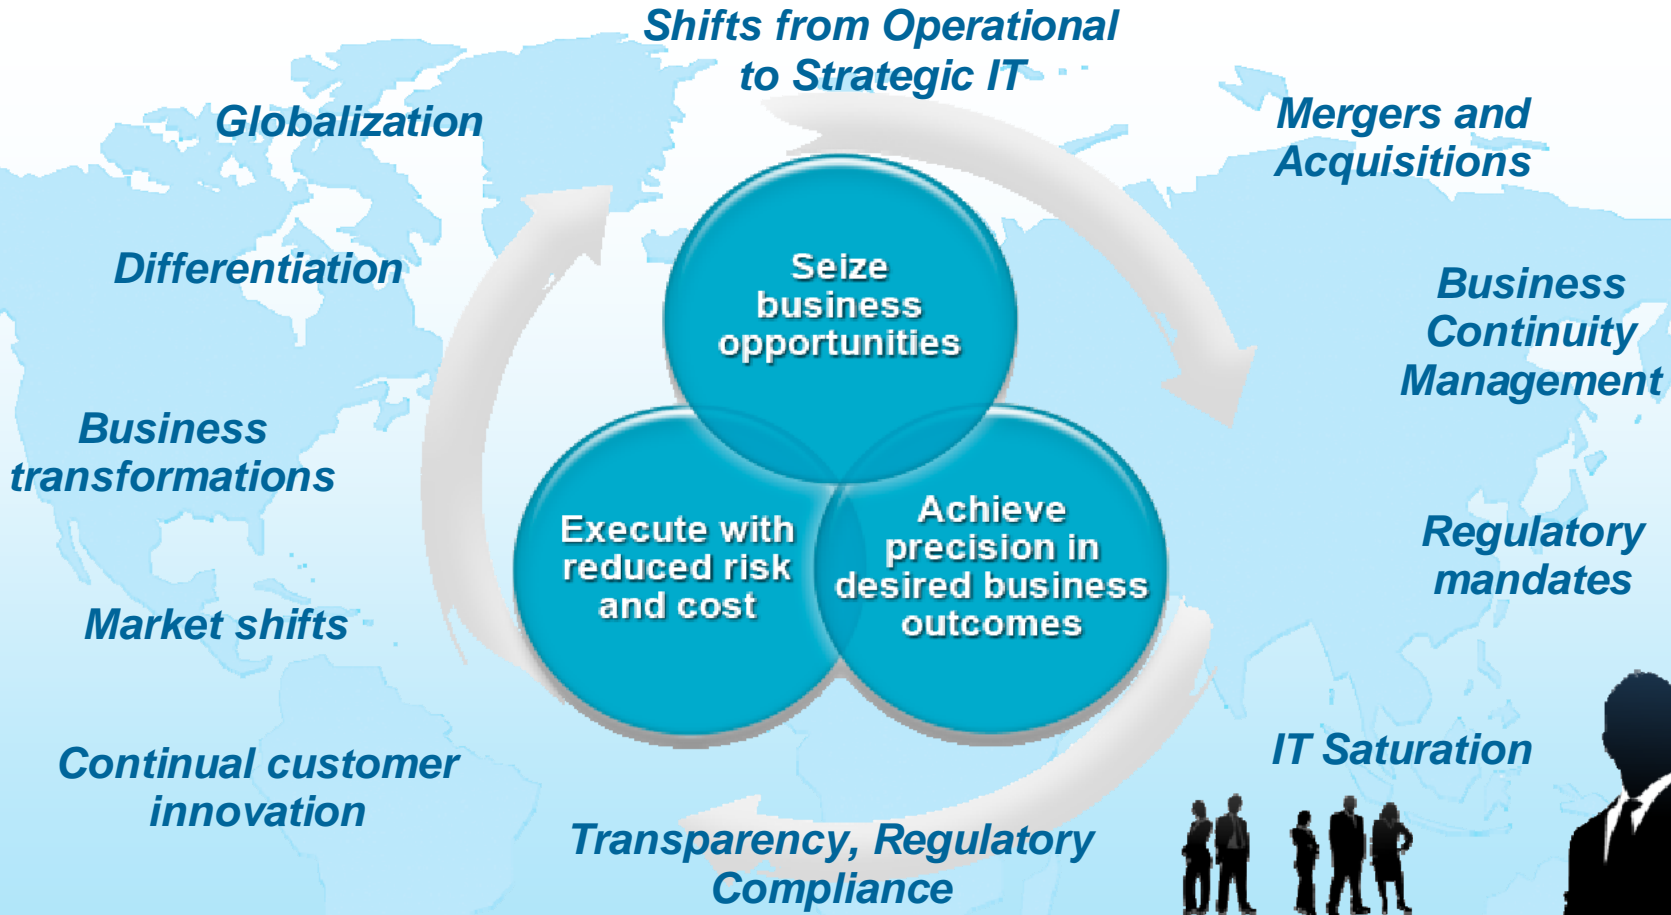 Shifts from Operational
to Strategic IT
Globalization
Mergers and
Acquisitions
Differentiation
Seize
business
opportunities
Business
Continuity
Management
Business
transformations
Execute with
reduced risk
and cost
Achieve
precision in
desired business
outcomes
Regulatory
mandates
Market shifts
Continual customer
innovation
IT Saturation
Transparency, Regulatory
Compliance